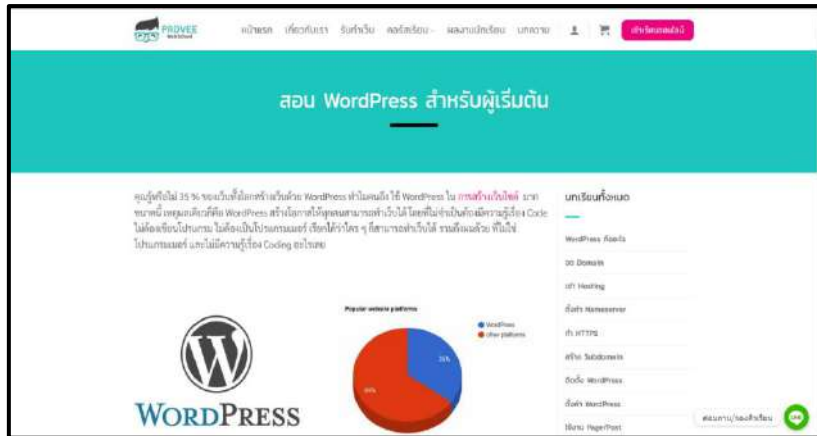 PROVEE
หน้าแรก เกี่ยวกับเรา รับทำเว็บ คอร์สเรียน ผลงานนักเรียน บทความ
สอน WordPress สำหรับผู้เริ่มต้น
คุณรู้หรือไม่ 35 % ของเว็บทั้งโลกสร้างเว็บด้วย WordPress ทำไมคนถึง ใช้ WordPress ใน การสร้างเว็บไซต์ มาก
ขนาดนี้ เหตุผลเดียวก็คือ WordPress สร้างโอกาสให้ทุกคนสามารถทำเว็บได้ โดยที่ไม่จำเป็นต้องมีความรู้เรื่อง Code
ไม่ต้องเขียนโปรแกรม ไม่ต้องเป็นโปรแกรมเมอร์ เรียกได้ว่าใคร ๆ ก็สามารถทำเว็บได้ รวมถึงผมด้วย ที่ไม่ใช่
โปรแกรมเมอร์ และไม่มีความรู้เรื่อง Coding อะไรเลย
บทเรียนทั้งหมด
WordPress คืออะไร
จด Domain
เช่า Hosting
ตั้งค่า Nameserver
ทำ HTTPS
สร้าง Subdomain
ติดตั้ง WordPress
ตั้งค่า WordPress
ใช้งาน Page/Post
Popular website platforms
WordPress
other platforms
35%
WORDPRESS